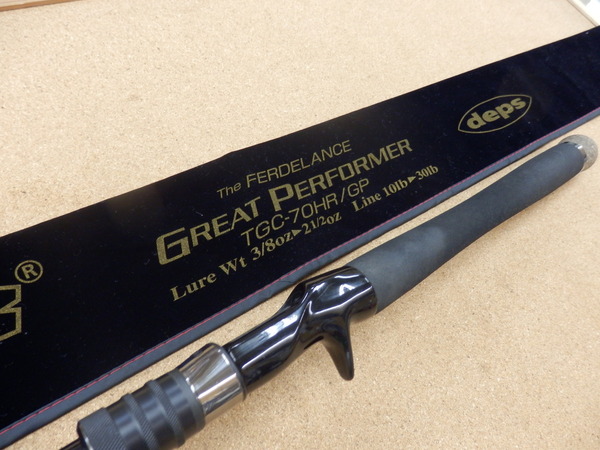 deps
The FERDELANCE
GREAT PERFORMER
TGC-70HR/GP
Lure Wt 3/8oz▶2 1/2oz Line 10lb▶30lb
®